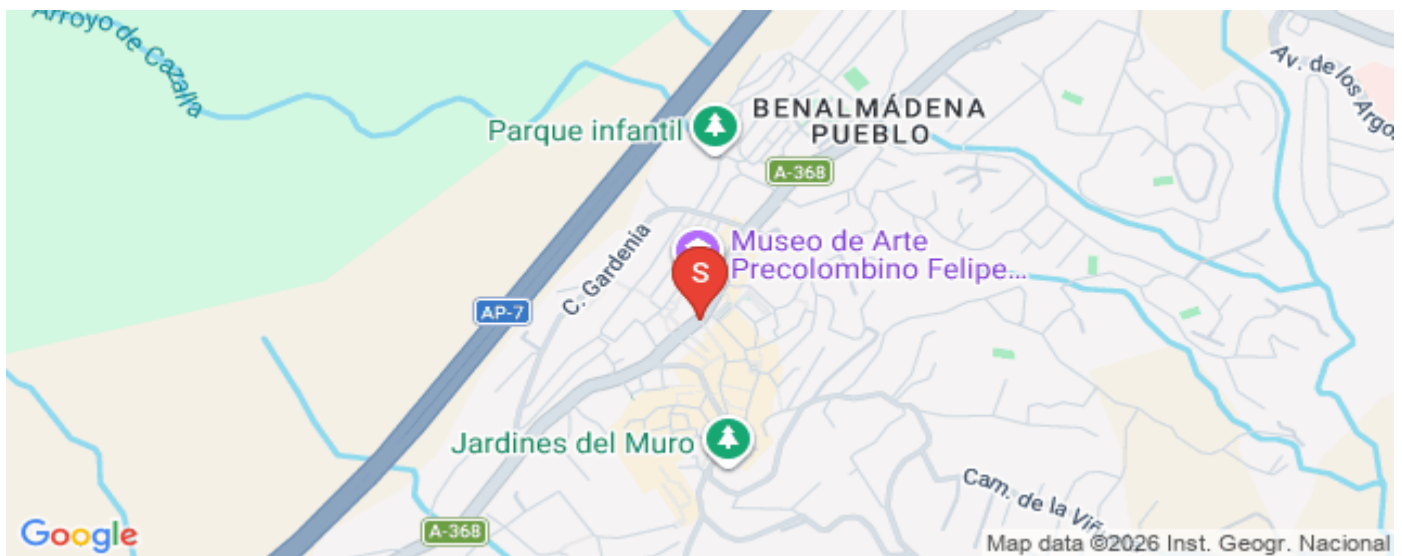 Arroyo de Cazalla
Av. de los Argo
BENALMÁDENA
PUEBLO
Parque infantil
A-368
C. Gardenia
Museo de Arte
Precolombino Felipe...
S
AP-7
Jardines del Muro
Cam. de la Viñ
A-368
Google
Map data ©2026 Inst. Geogr. Nacional